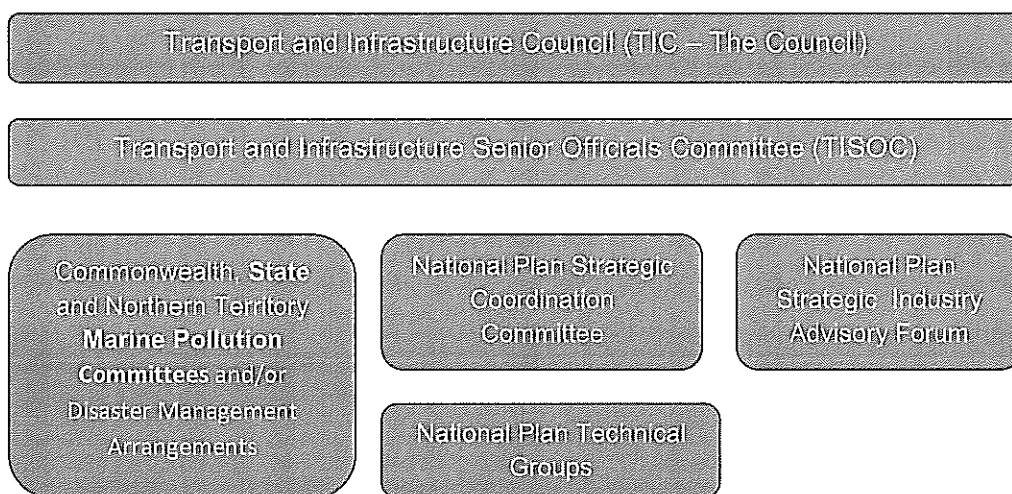 Transport and Infrastructure Council (TIC – The Council)
Transport and Infrastructure Senior Officials Committee (TISOC)
Commonwealth, State
and Northern Territory
Marine Pollution
Committees and/or
Disaster Management
Arrangements
National Plan Strategic
Coordination
Committee
National Plan
Strategic Industry
Advisory Forum
National Plan Technical
Groups